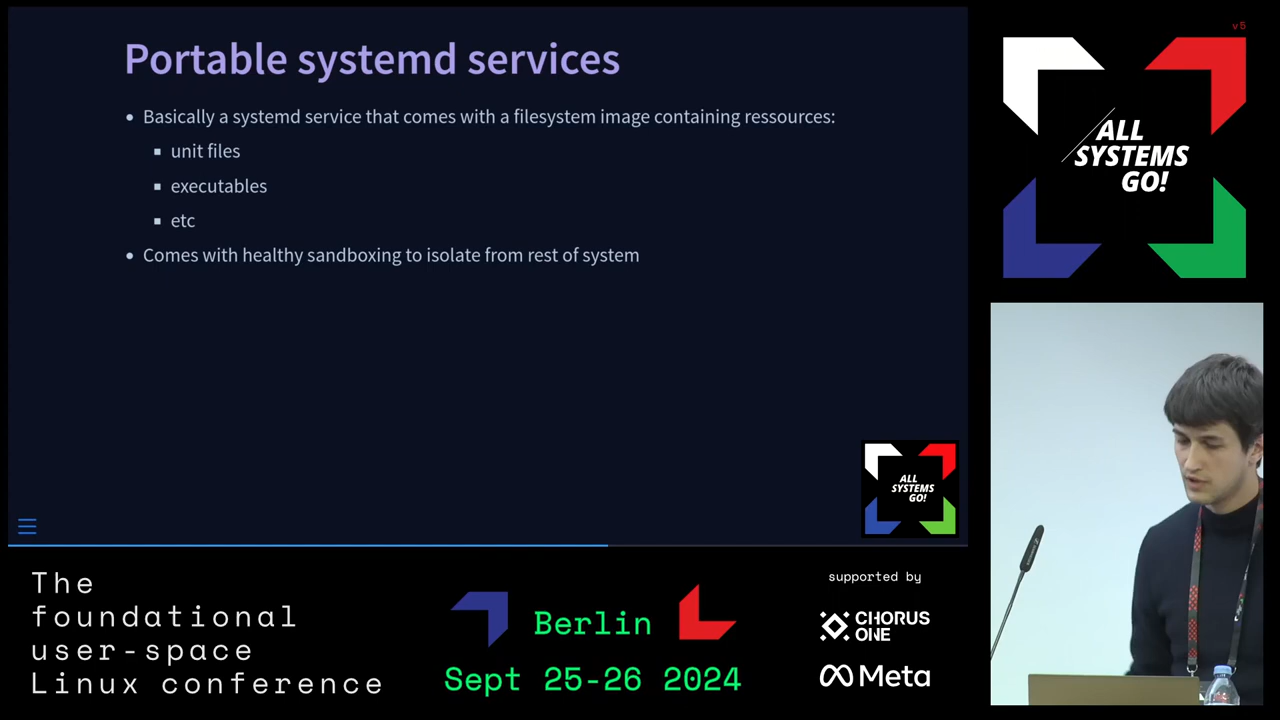 Portable systemd services
Basically a systemd service that comes with a filesystem image containing ressources:
unit files
executables
etc
Comes with healthy sandboxing to isolate from rest of system
ALL
SYSTEMS
GO!
v5
ALL
SYSTEMS
GO!
The
foundational
user-space
Linux conference
Berlin
Sept 25-26 2024
supported by
CHORUS
ONE
Meta